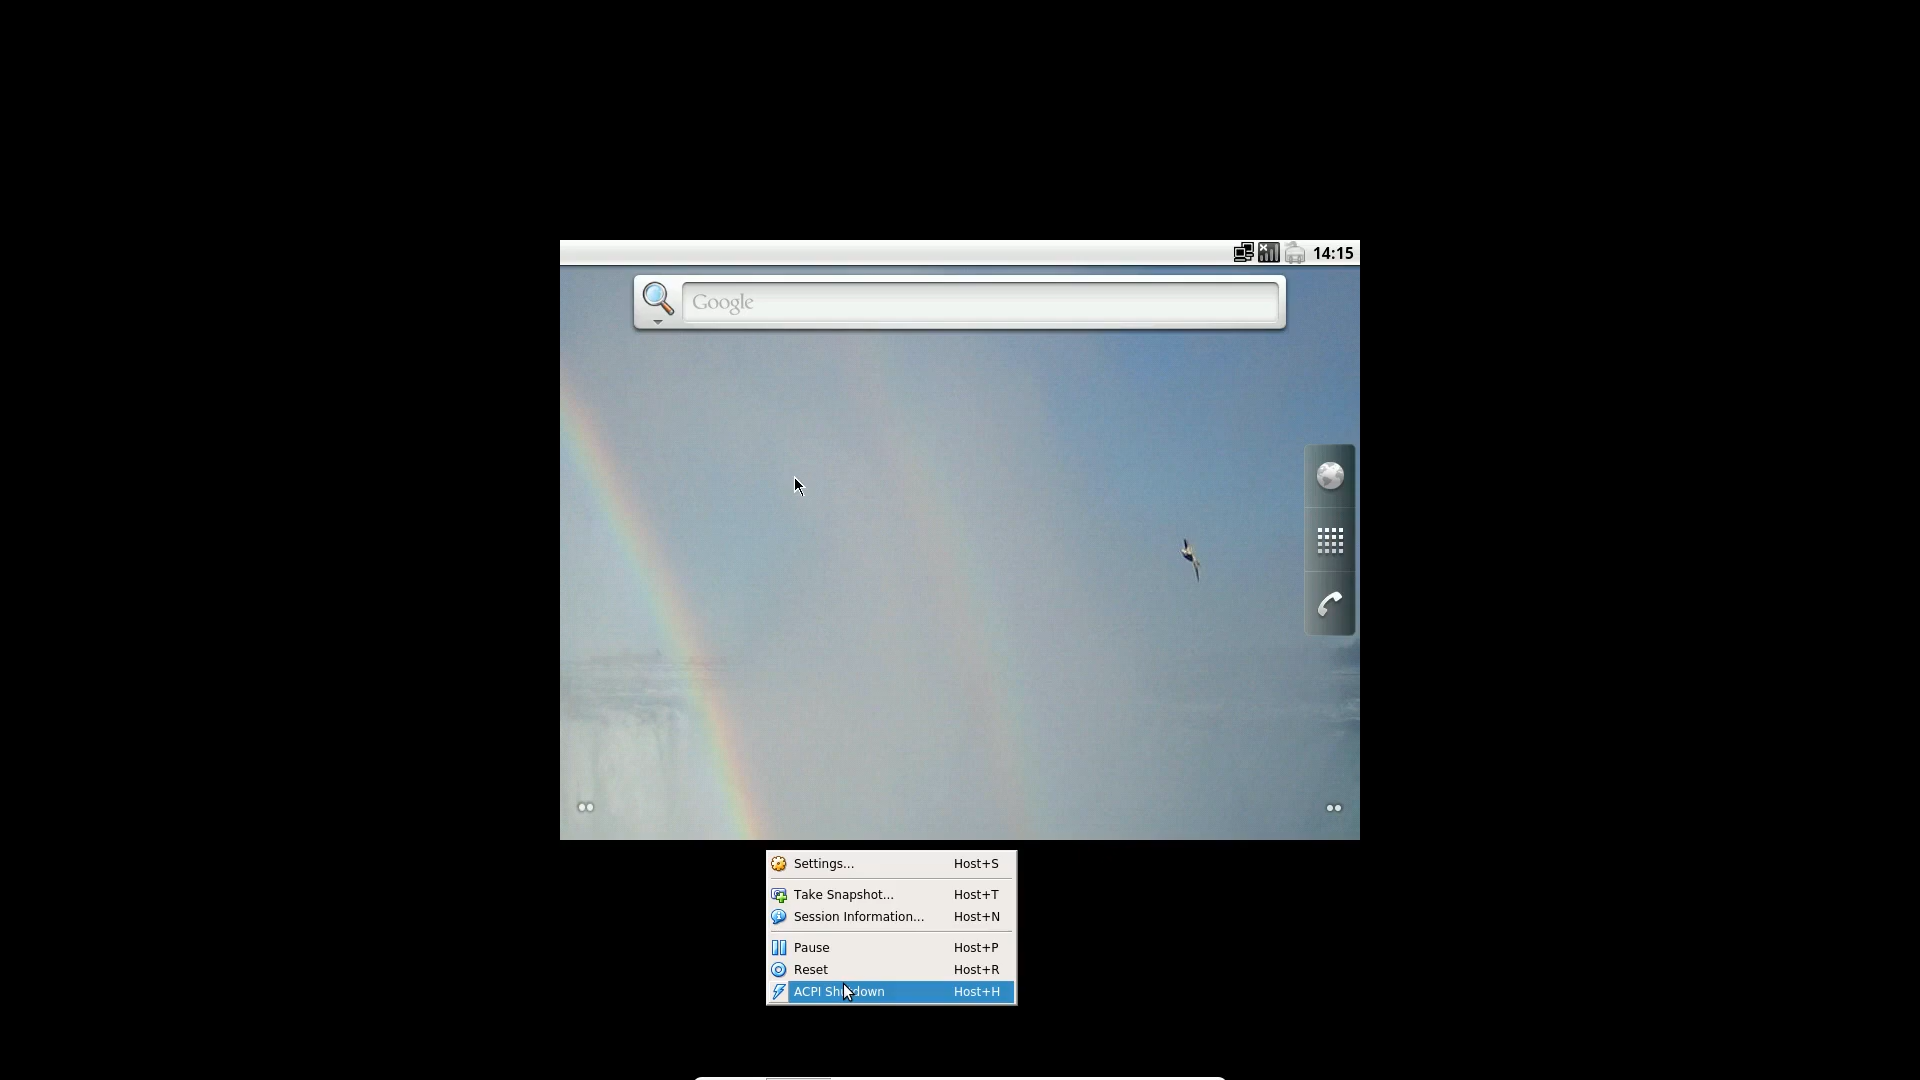 14:15
Google
Settings... Host+S
Take Snapshot... Host+T
Session Information... Host+N
Pause Host+P
Reset Host+R
ACPI Shutdown Host+H